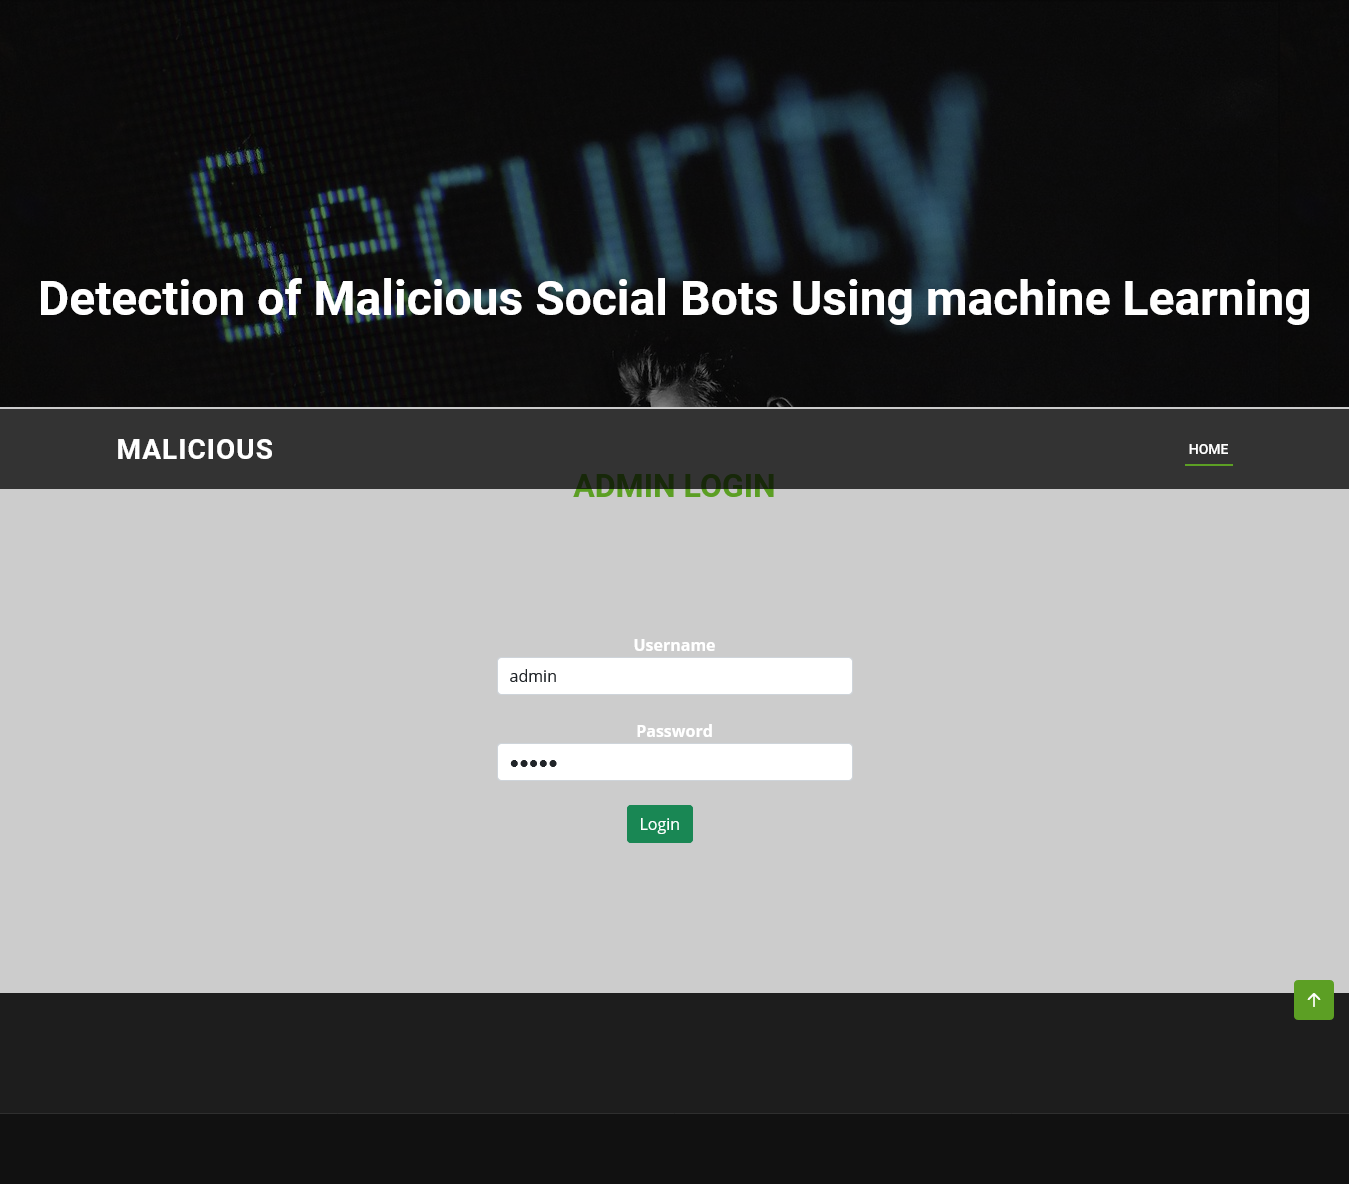 Security
Detection of Malicious Social Bots Using machine Learning
MALICIOUS
HOME
ADMIN LOGIN
Username
admin
Password
•••••
Login